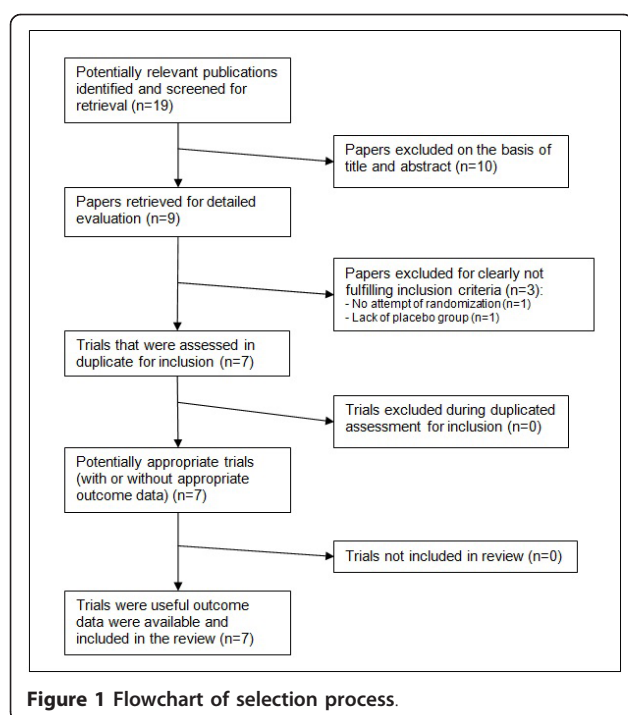 Potentially relevant publications
identified and screened for
retrieval (n=19)
Papers excluded on the basis of
title and abstract (n=10)
Papers retrieved for detailed
evaluation (n=9)
Papers excluded for clearly not
fulfilling inclusion criteria (n=3):
- No attempt of randomization (n=1)
- Lack of placebo group (n=1)
Trials that were assessed in
duplicate for inclusion (n=7)
Trials excluded during duplicated
assessment for inclusion (n=0)
Potentially appropriate trials
(with or without appropriate
outcome data) (n=7)
Trials not included in review (n=0)
Trials were useful outcome
data were available and
included in the review (n=7)
Figure 1 Flowchart of selection process.